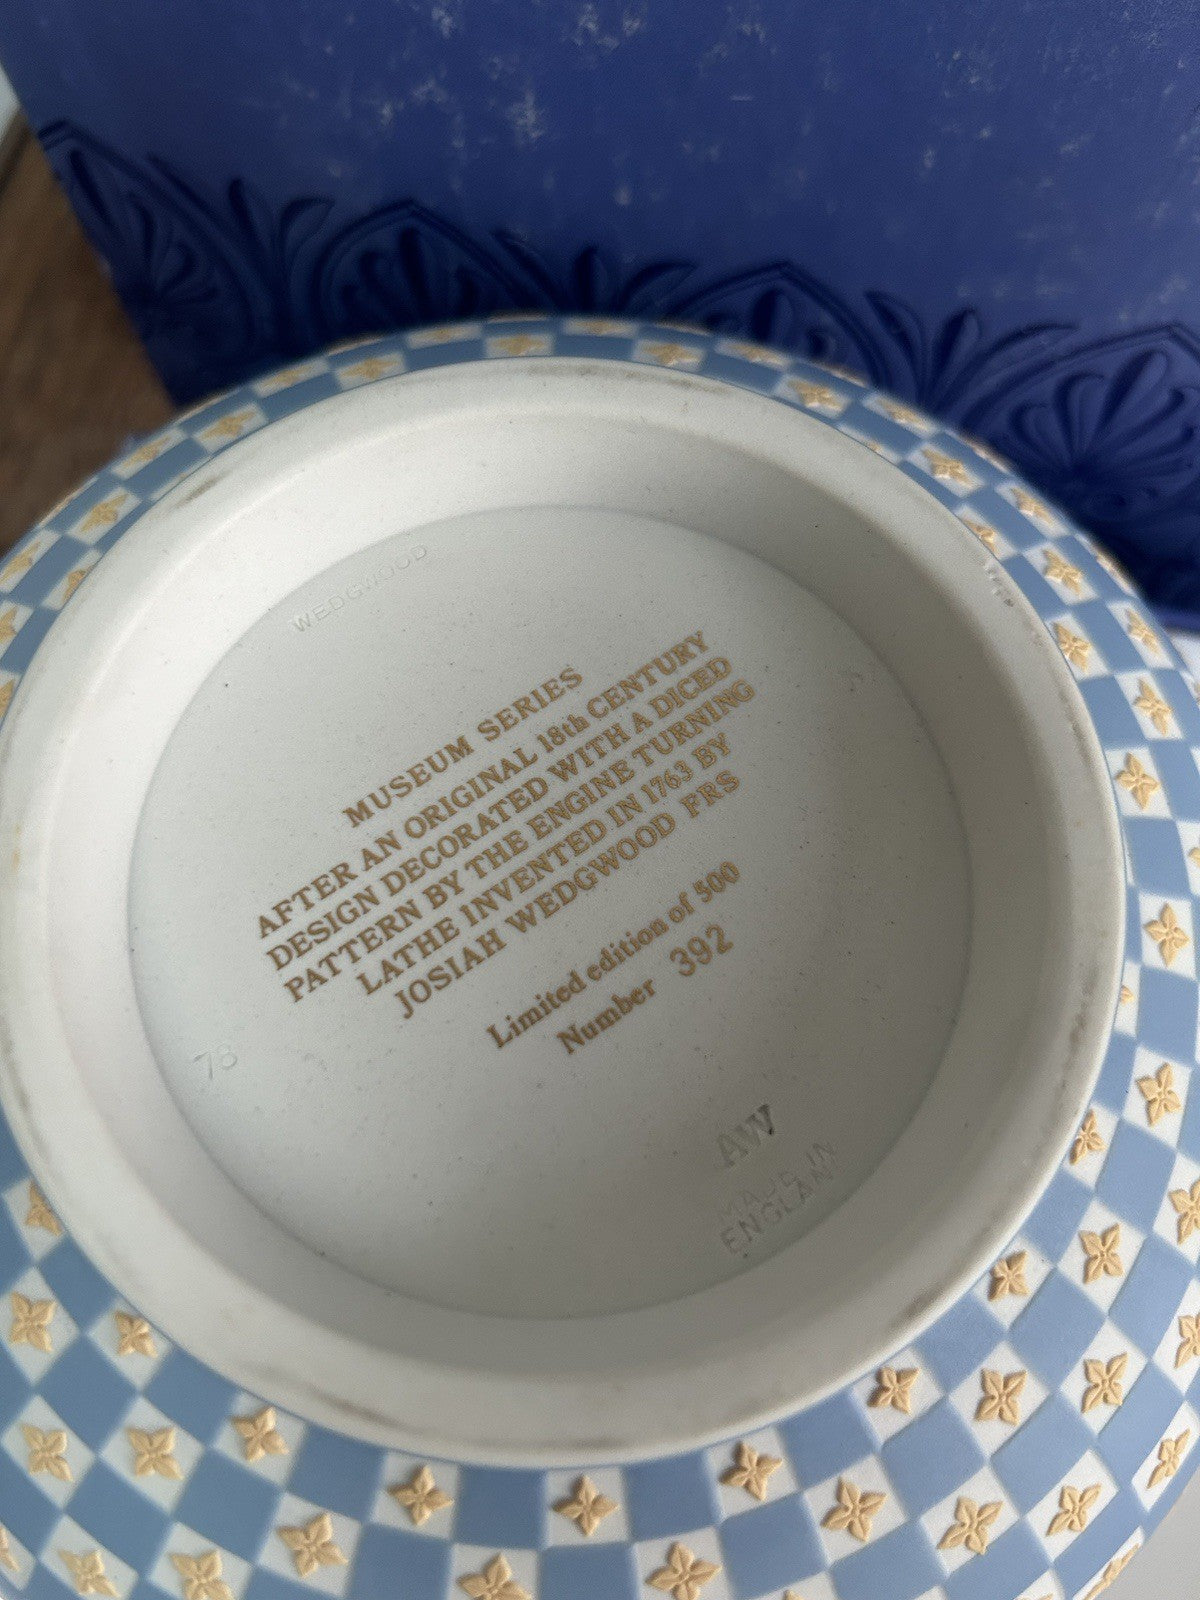 WEDGWOOD
MUSEUM SERIES
AFTER AN ORIGINAL 18th CENTURY
DESIGN DECORATED WITH A DICED
PATTERN BY THE ENGINE TURNING
LATHE INVENTED IN 1763 BY
JOSIAH WEDGWOOD FRS
Limited edition of 500
Number 392
78
AW
MADE IN
ENGLAND